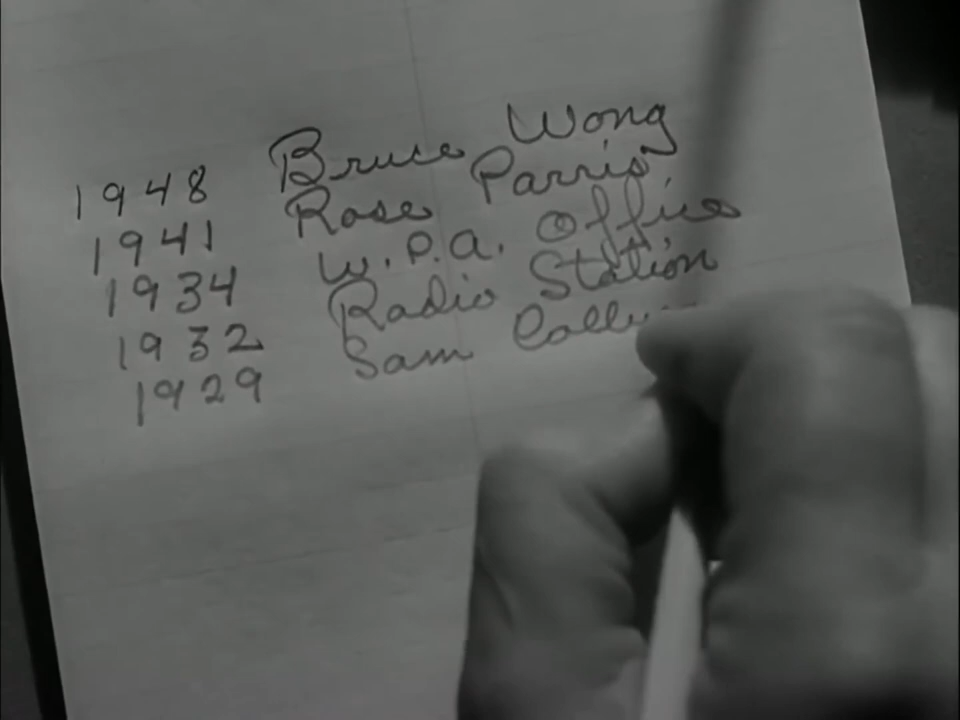 1948 Bruce Wong
1941 Rose Parris
1934 W.P.A. Office
1932 Radio Station
1929 Sam